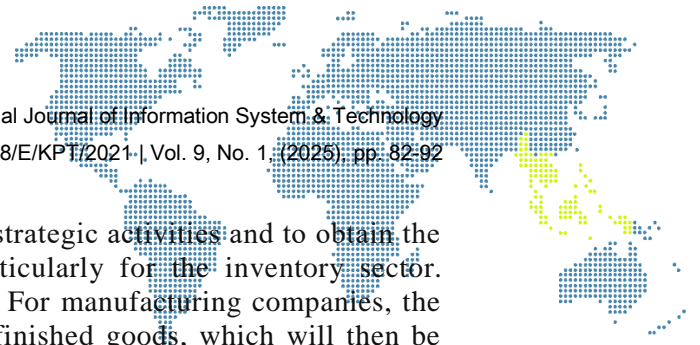 al Journal of Information System & Technology
8/E/KPT/2021 | Vol. 9, No. 1, (2025), pp. 82-92
strategic activities and to obtain the
ticularly for the inventory sector.
For manufacturing companies, the
finished goods, which will then be